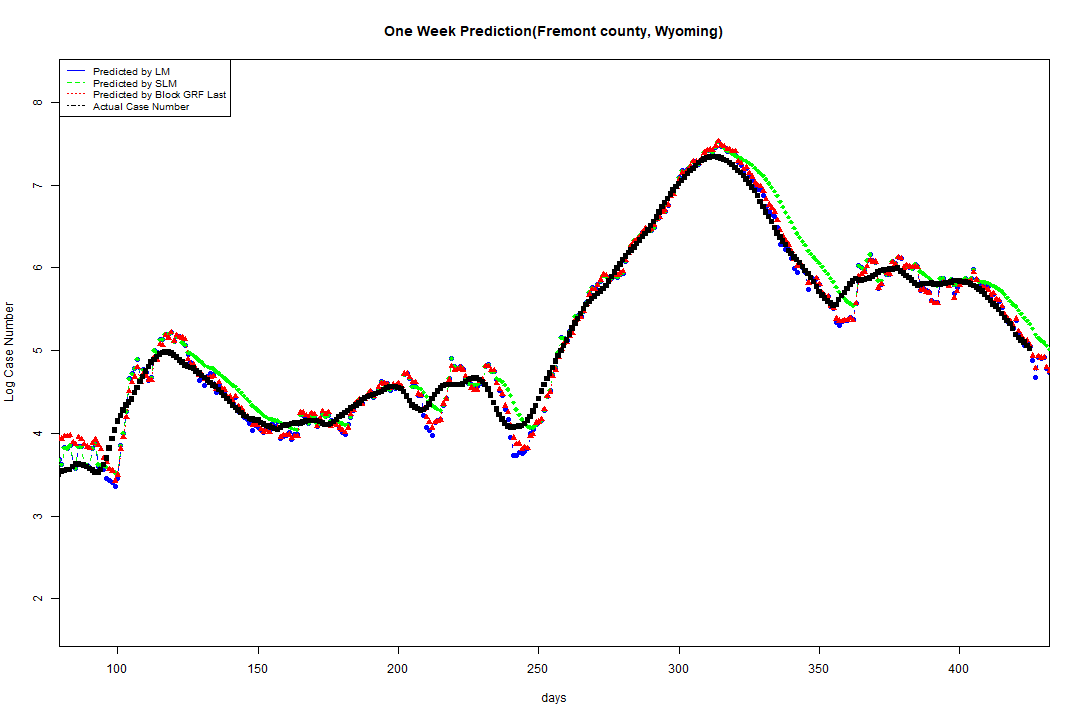 One Week Prediction(Fremont county, Wyoming)
Predicted by LM
Predicted by SLM
Predicted by Block GRF Last
Actual Case Number
8
7
6
5
4
3
2
Log Case Number
100 150 200 250 300 350 400
days